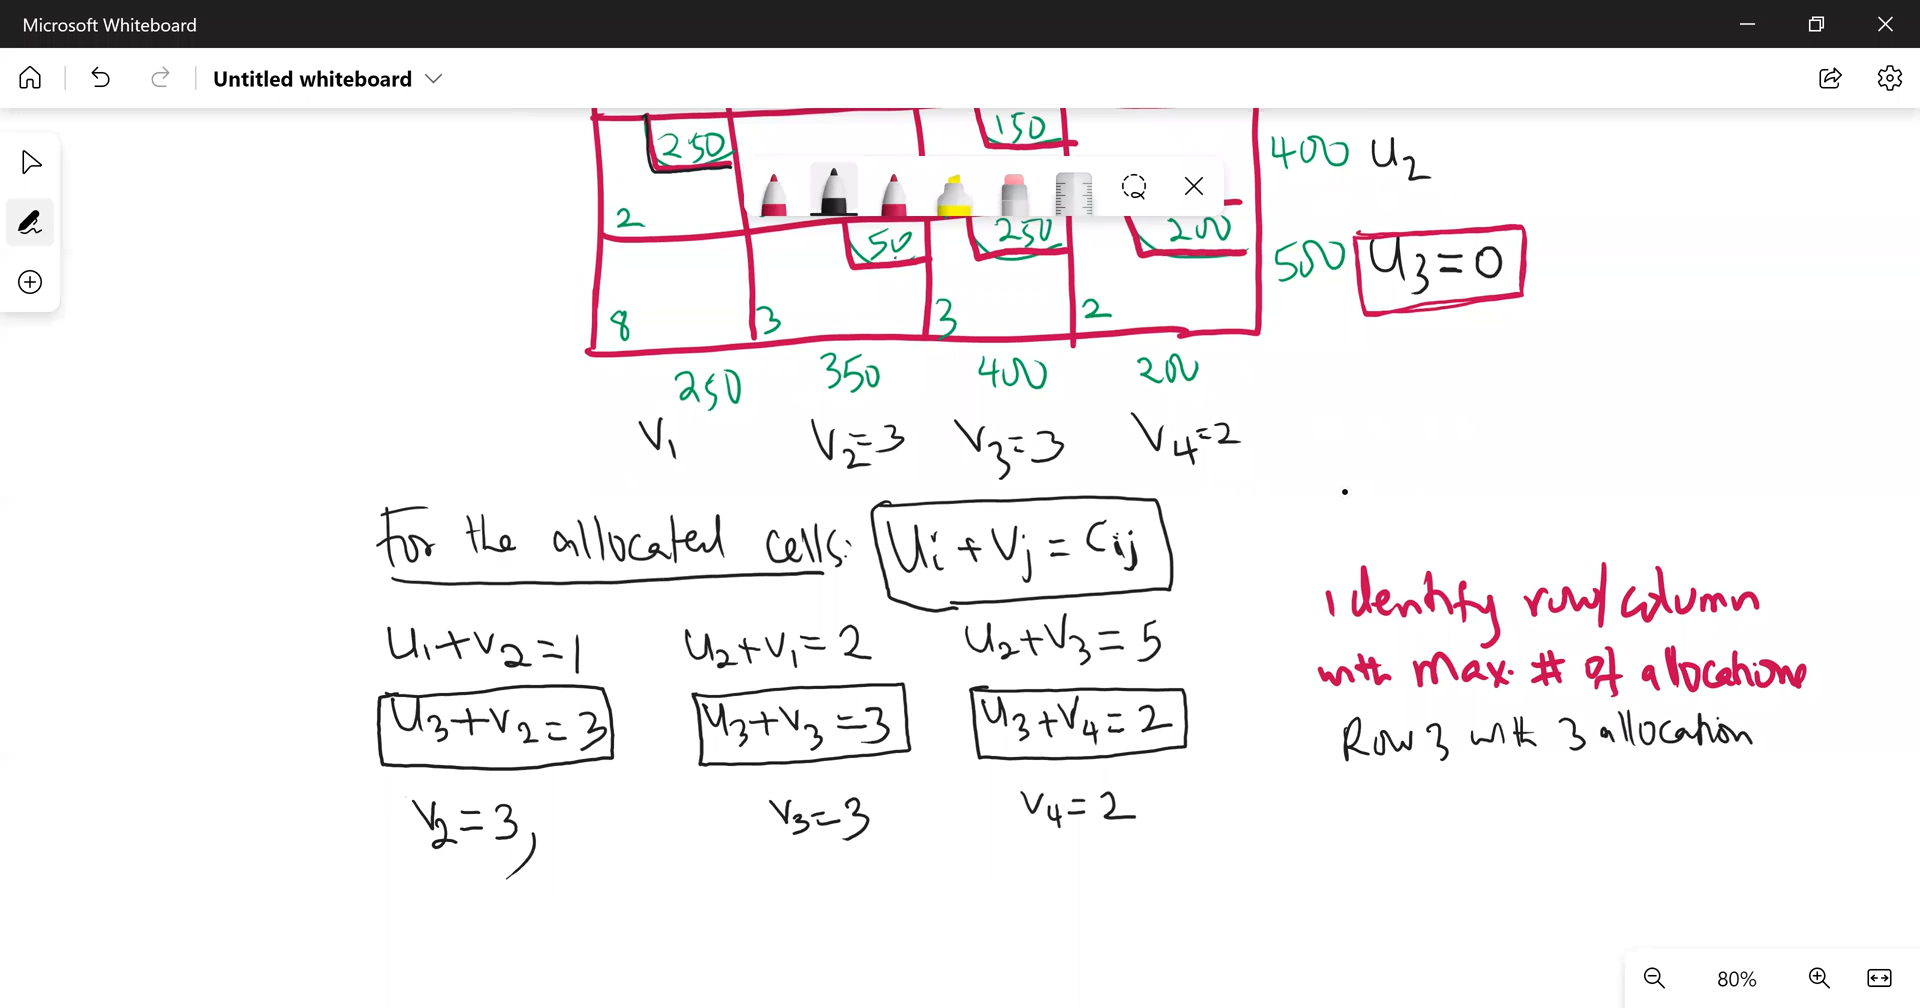 Microsoft Whiteboard
Untitled whiteboard
250 150 400 U2
2
50 250 200 500 U3=0
8 3 3 2
250 350 400 200
V1 V2=3 V3=3 V4=2
For the allocated cells: Ui + Vj = Cij
U1+V2=1 U2+V1=2 U2+V3=5
U3+V2=3 U3+V3=3 U3+V4=2
V2=3, V3=3 V4=2
Identify row/column
with Max. # of allocations
Row 3 with 3 allocation
80%